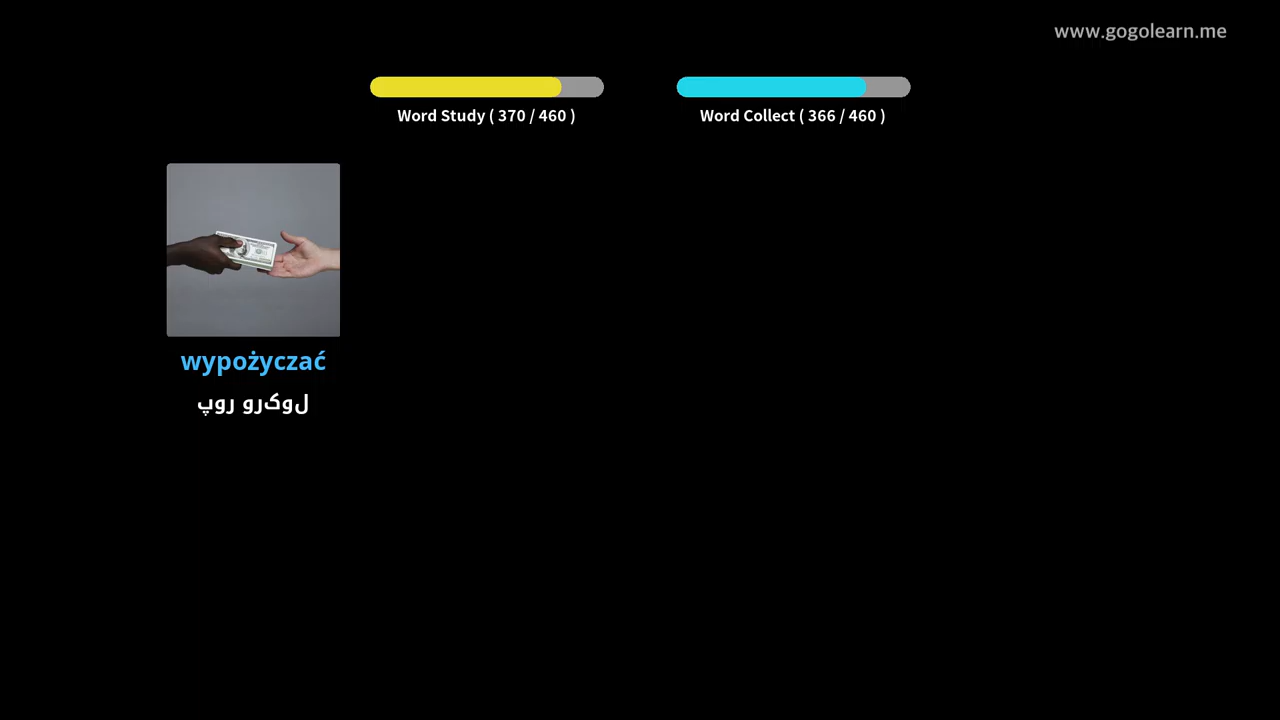 www.gogolearn.me
Word Study ( 370 / 460 )
Word Collect ( 366 / 460 )
wypożyczać
لوکرو روپ